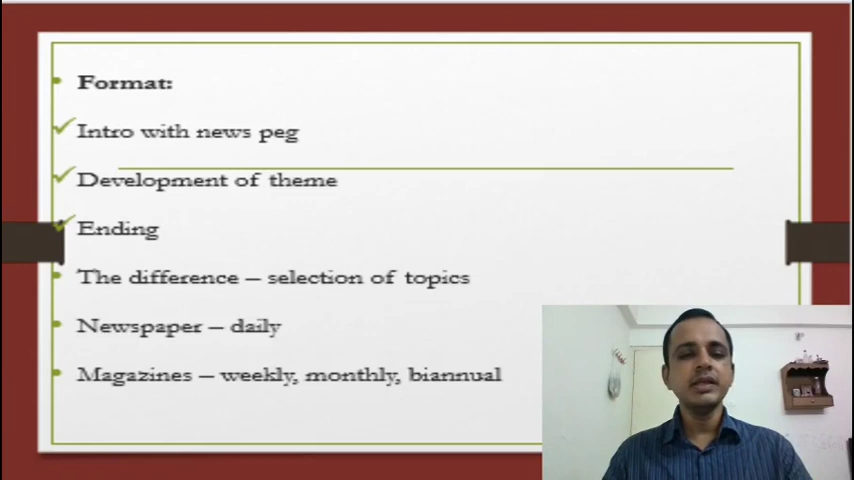 Format:
Intro with news peg
Development of theme
Ending
The difference – selection of topics
Newspaper – daily
Magazines – weekly, monthly, biannual